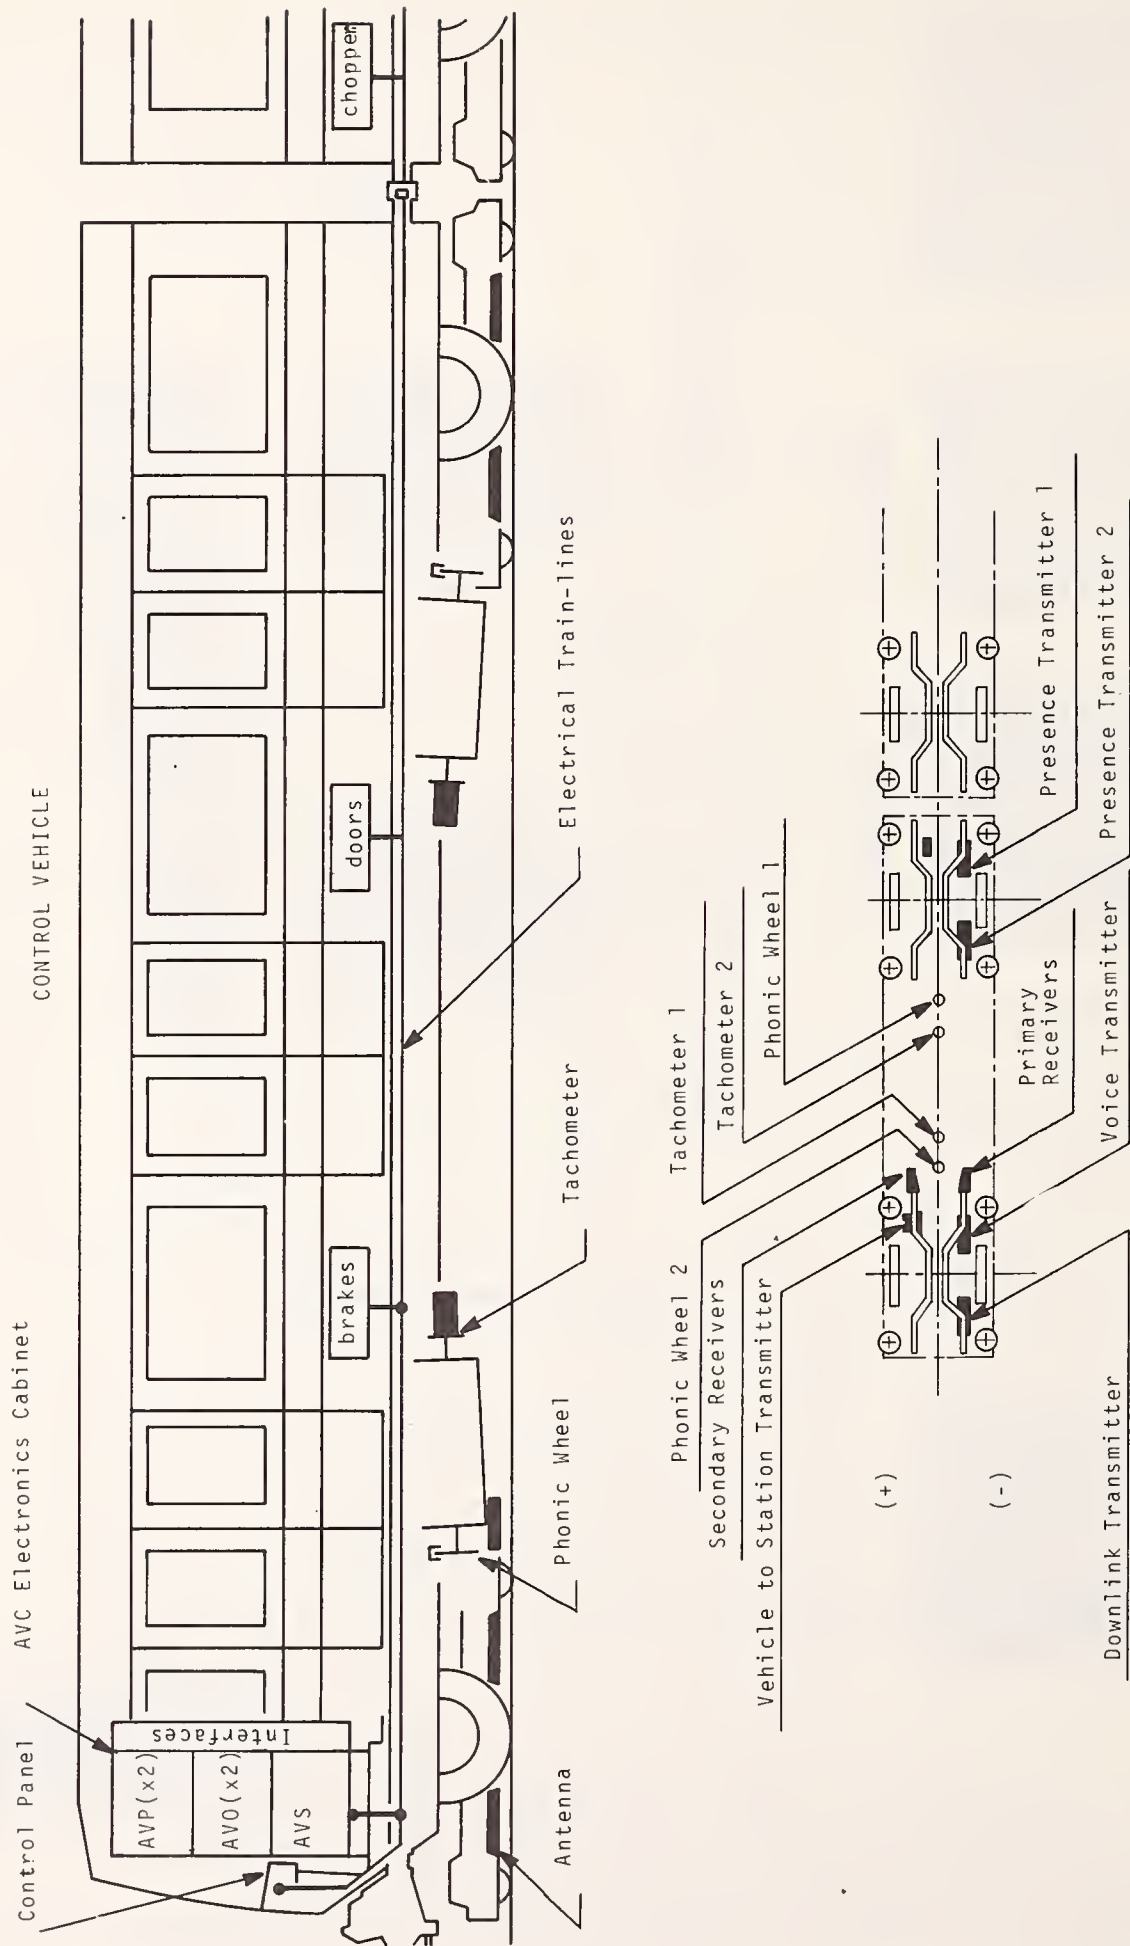 CONTROL VEHICLE
Control Panel
AVC Electronics Cabinet
AVP(x2)
AVO(x2)
AVS
Interfaces
brakes
doors
chopper
Antenna
Phonic Wheel
Tachometer
Electrical Train-lines
Phonic Wheel 2
Tachometer 1
Secondary Receivers
Tachometer 2
Vehicle to Station Transmitter
Phonic Wheel 1
(+)
(-)
Primary
Receivers
Presence Transmitter 1
Downlink Transmitter
Voice Transmitter
Presence Transmitter 2